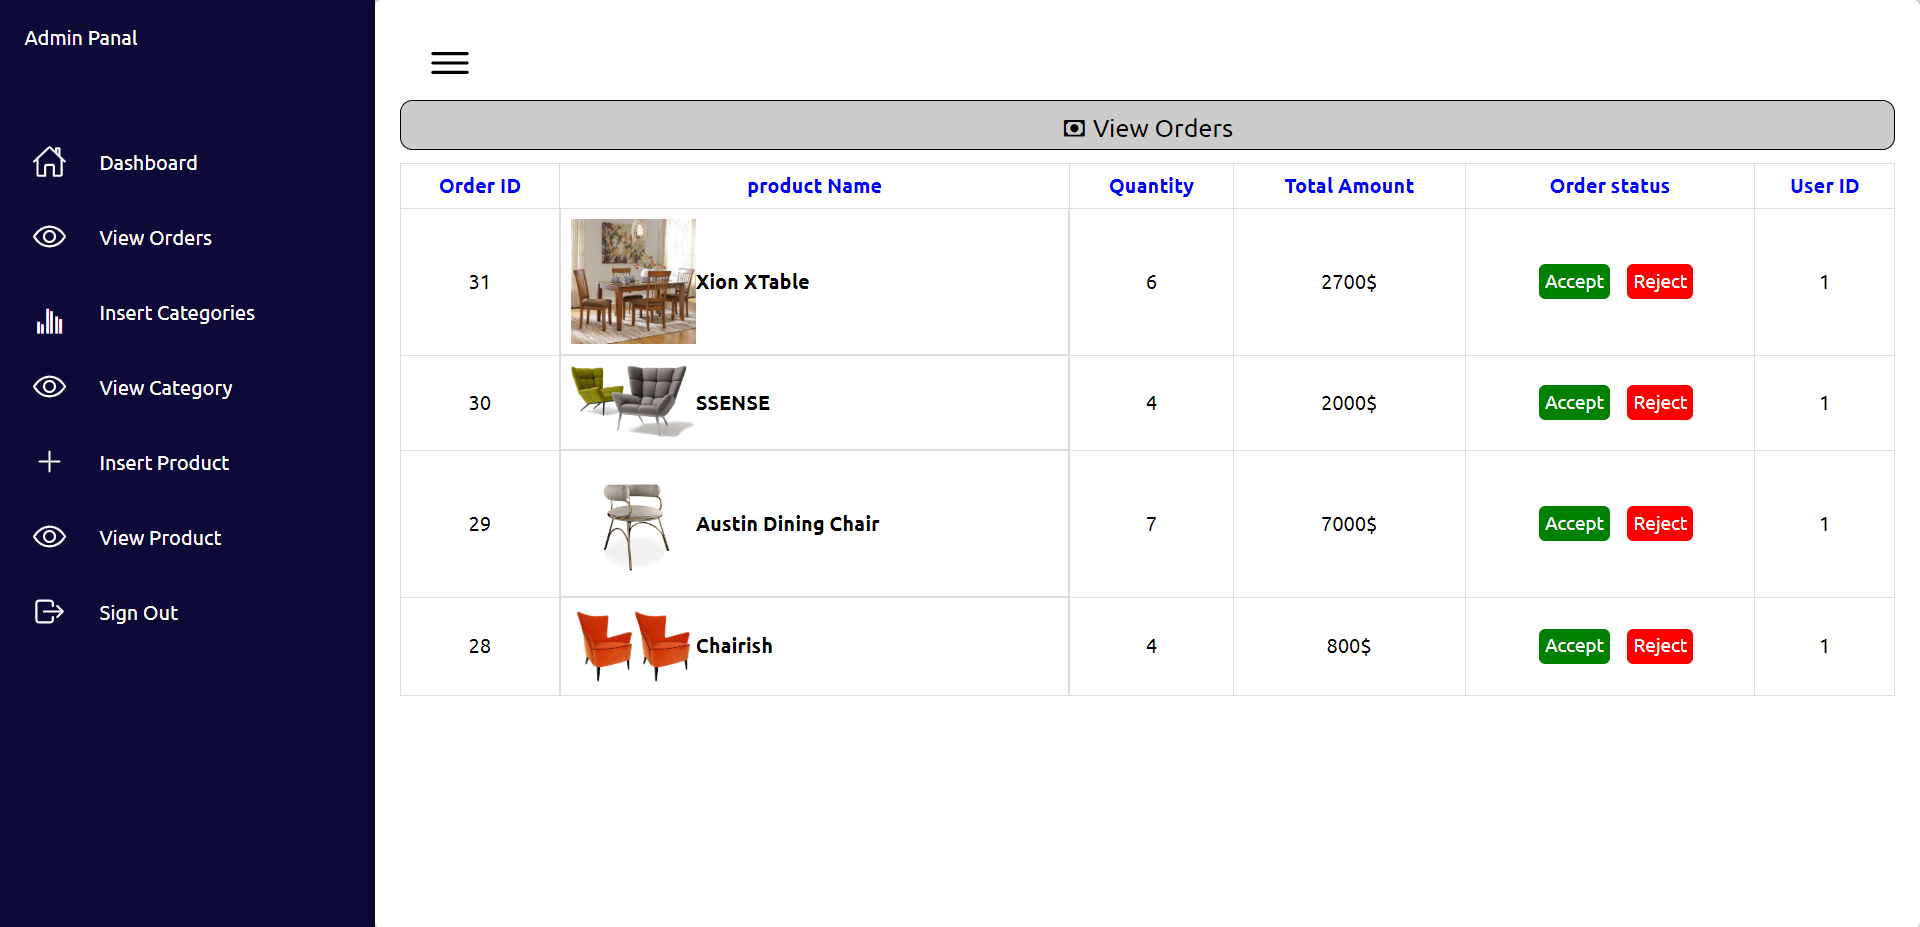 Admin Panal
Dashboard
View Orders
Insert Categories
View Category
Insert Product
View Product
Sign Out
View Orders
Order ID product Name Quantity Total Amount Order status User ID
31 Xion XTable 6 2700$ Accept Reject 1
30 SSENSE 4 2000$ Accept Reject 1
29 Austin Dining Chair 7 7000$ Accept Reject 1
28 Chairish 4 800$ Accept Reject 1